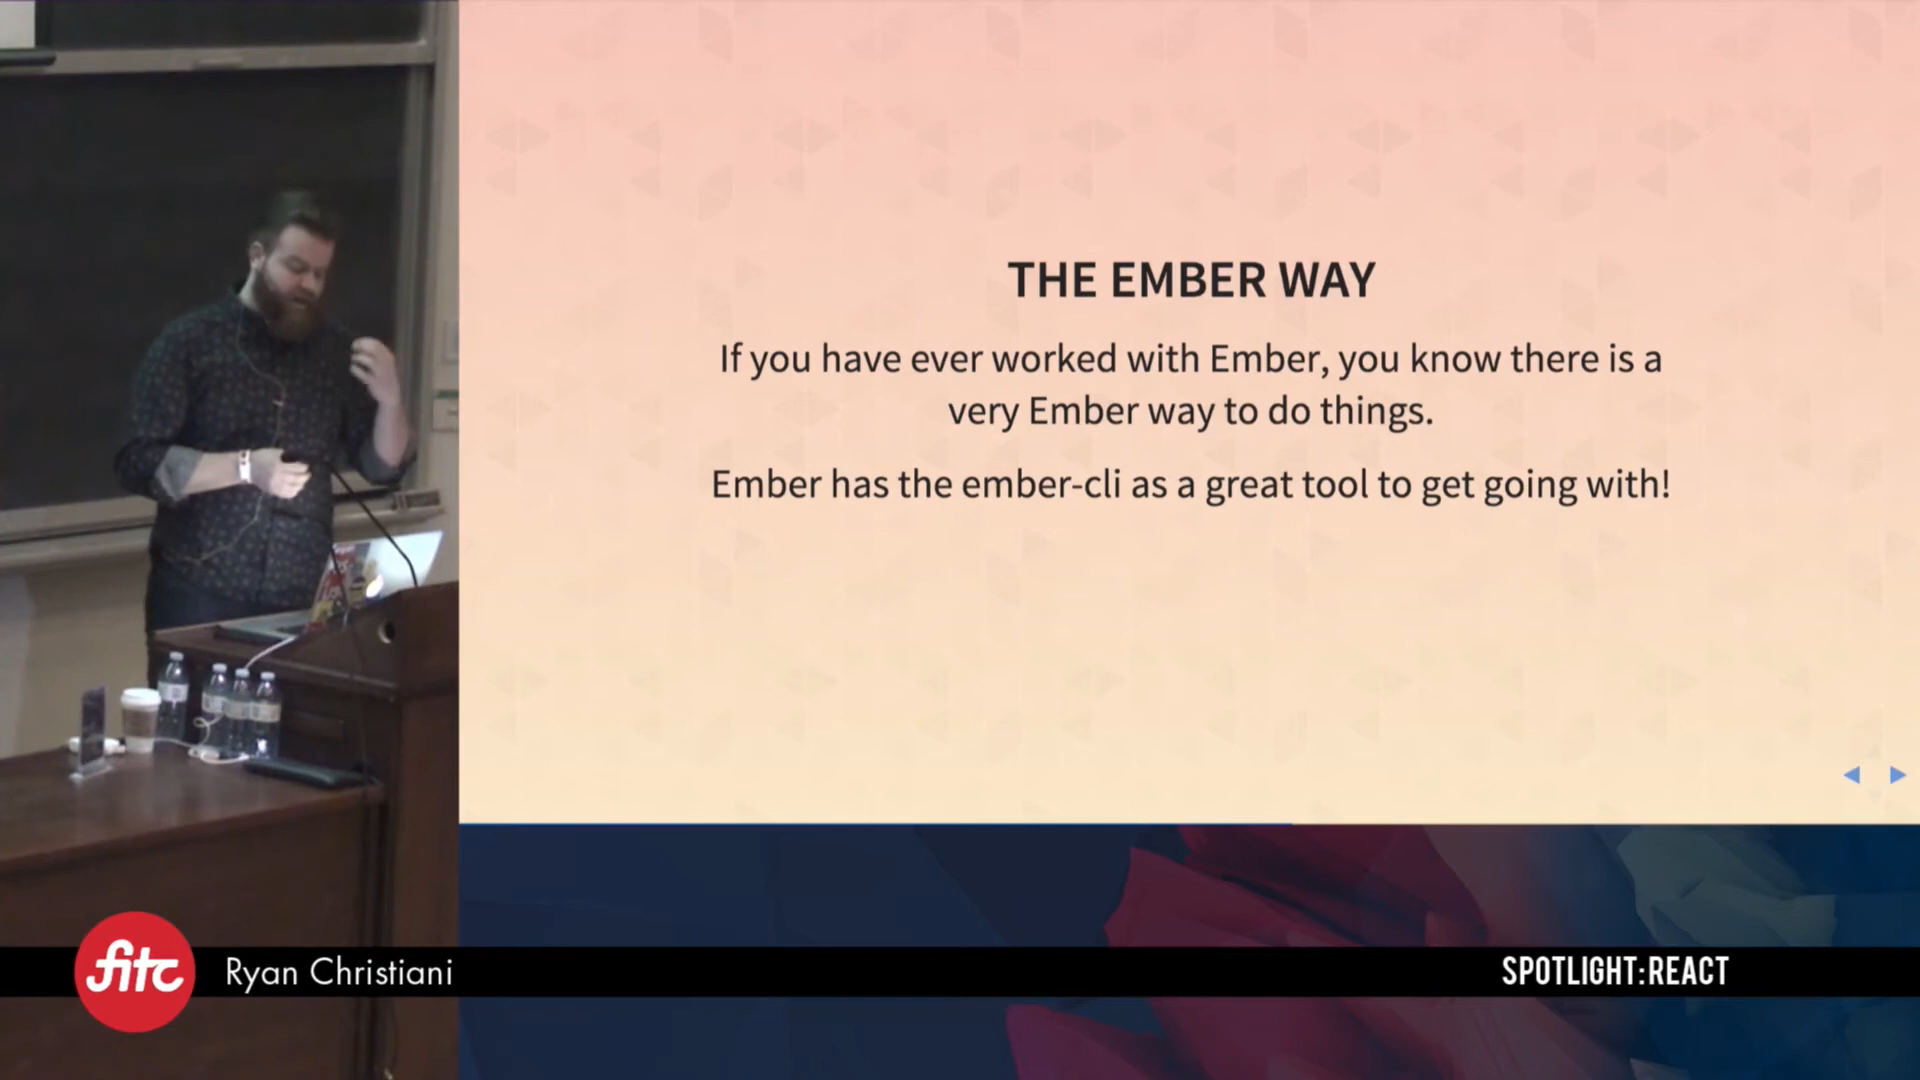 THE EMBER WAY
If you have ever worked with Ember, you know there is a
very Ember way to do things.
Ember has the ember-cli as a great tool to get going with!
fitc
Ryan Christiani
SPOTLIGHT:REACT